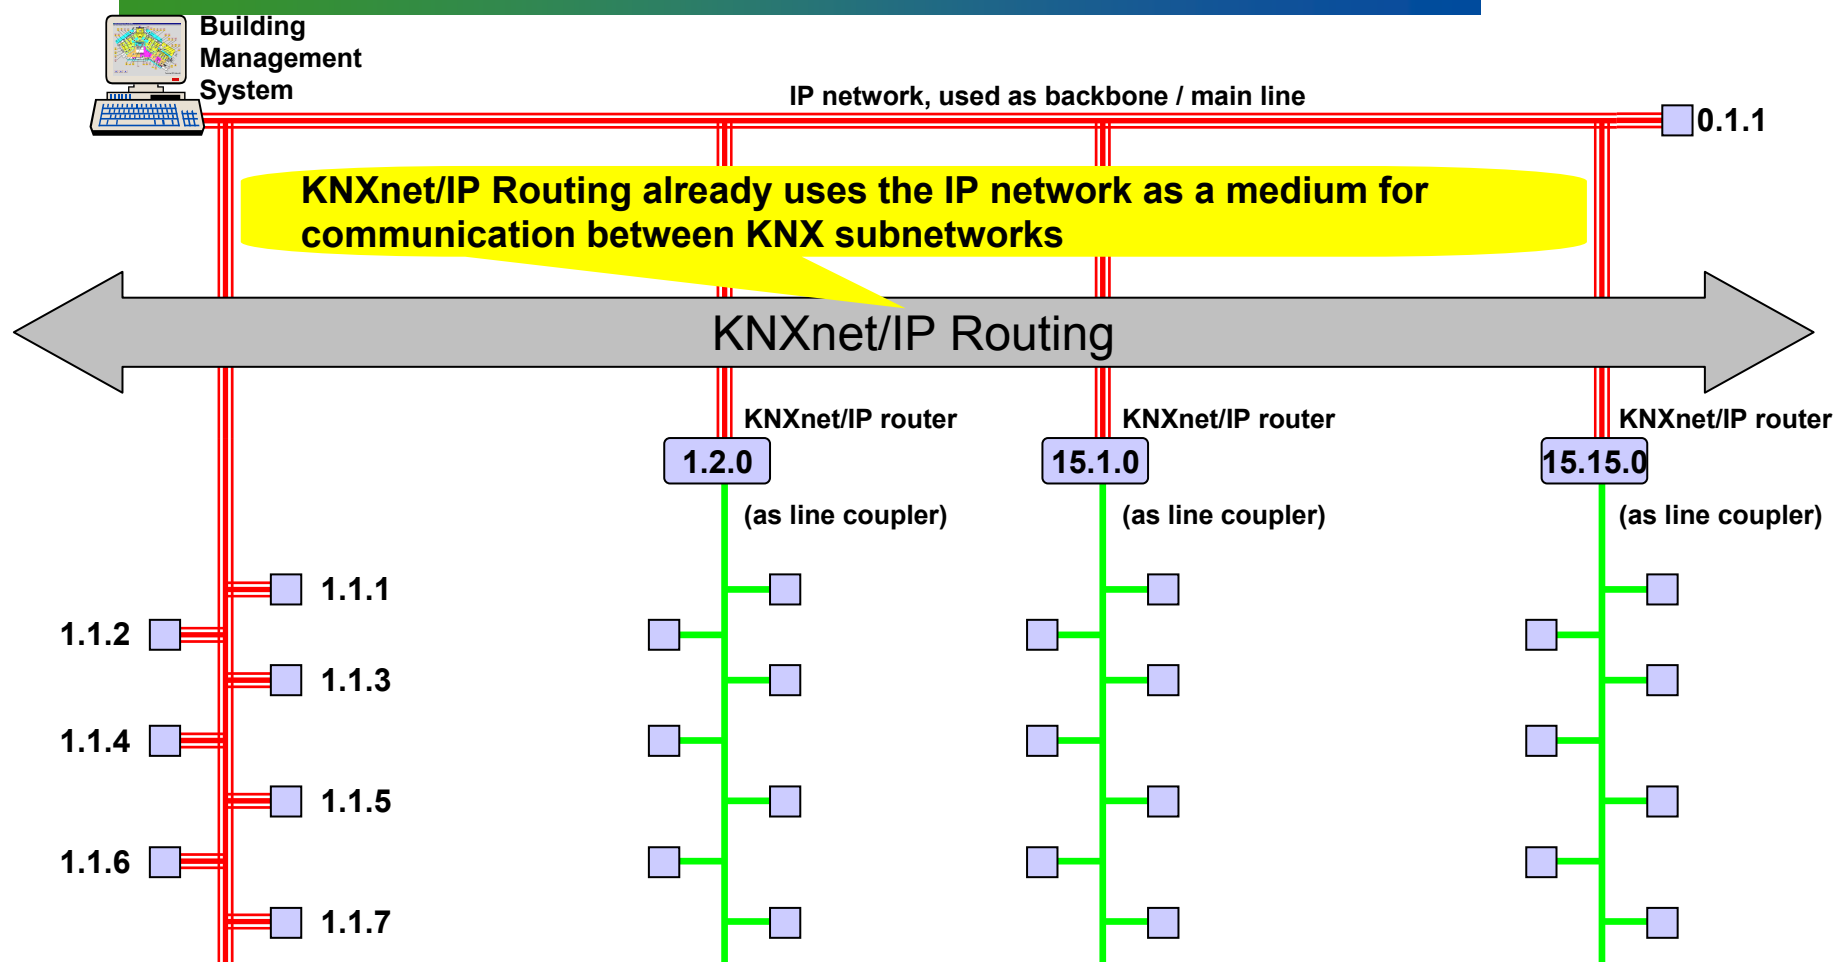 Building
Management
System
IP network, used as backbone / main line
0.1.1
KNXnet/IP Routing already uses the IP network as a medium for
communication between KNX subnetworks
KNXnet/IP Routing
KNXnet/IP router
KNXnet/IP router
KNXnet/IP router
1.2.0
15.1.0
15.15.0
(as line coupler)
(as line coupler)
(as line coupler)
1.1.1
1.1.2
1.1.3
1.1.4
1.1.5
1.1.6
1.1.7